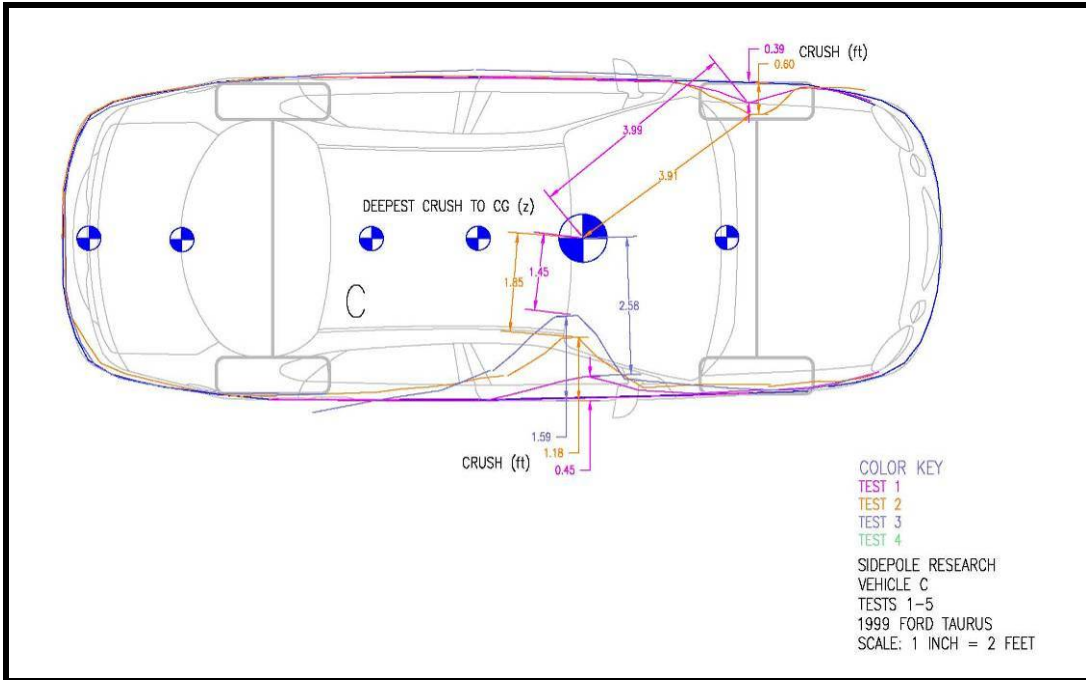 0.39 CRUSH (ft)
0.60
3.99
3.91
DEEPEST CRUSH TO CG (z)
1.45
1.85
2.58
C
1.59
1.18
CRUSH (ft)
0.45
COLOR KEY
TEST 1
TEST 2
TEST 3
TEST 4
SIDEPOLE RESEARCH
VEHICLE C
TESTS 1-5
1999 FORD TAURUS
SCALE: 1 INCH = 2 FEET